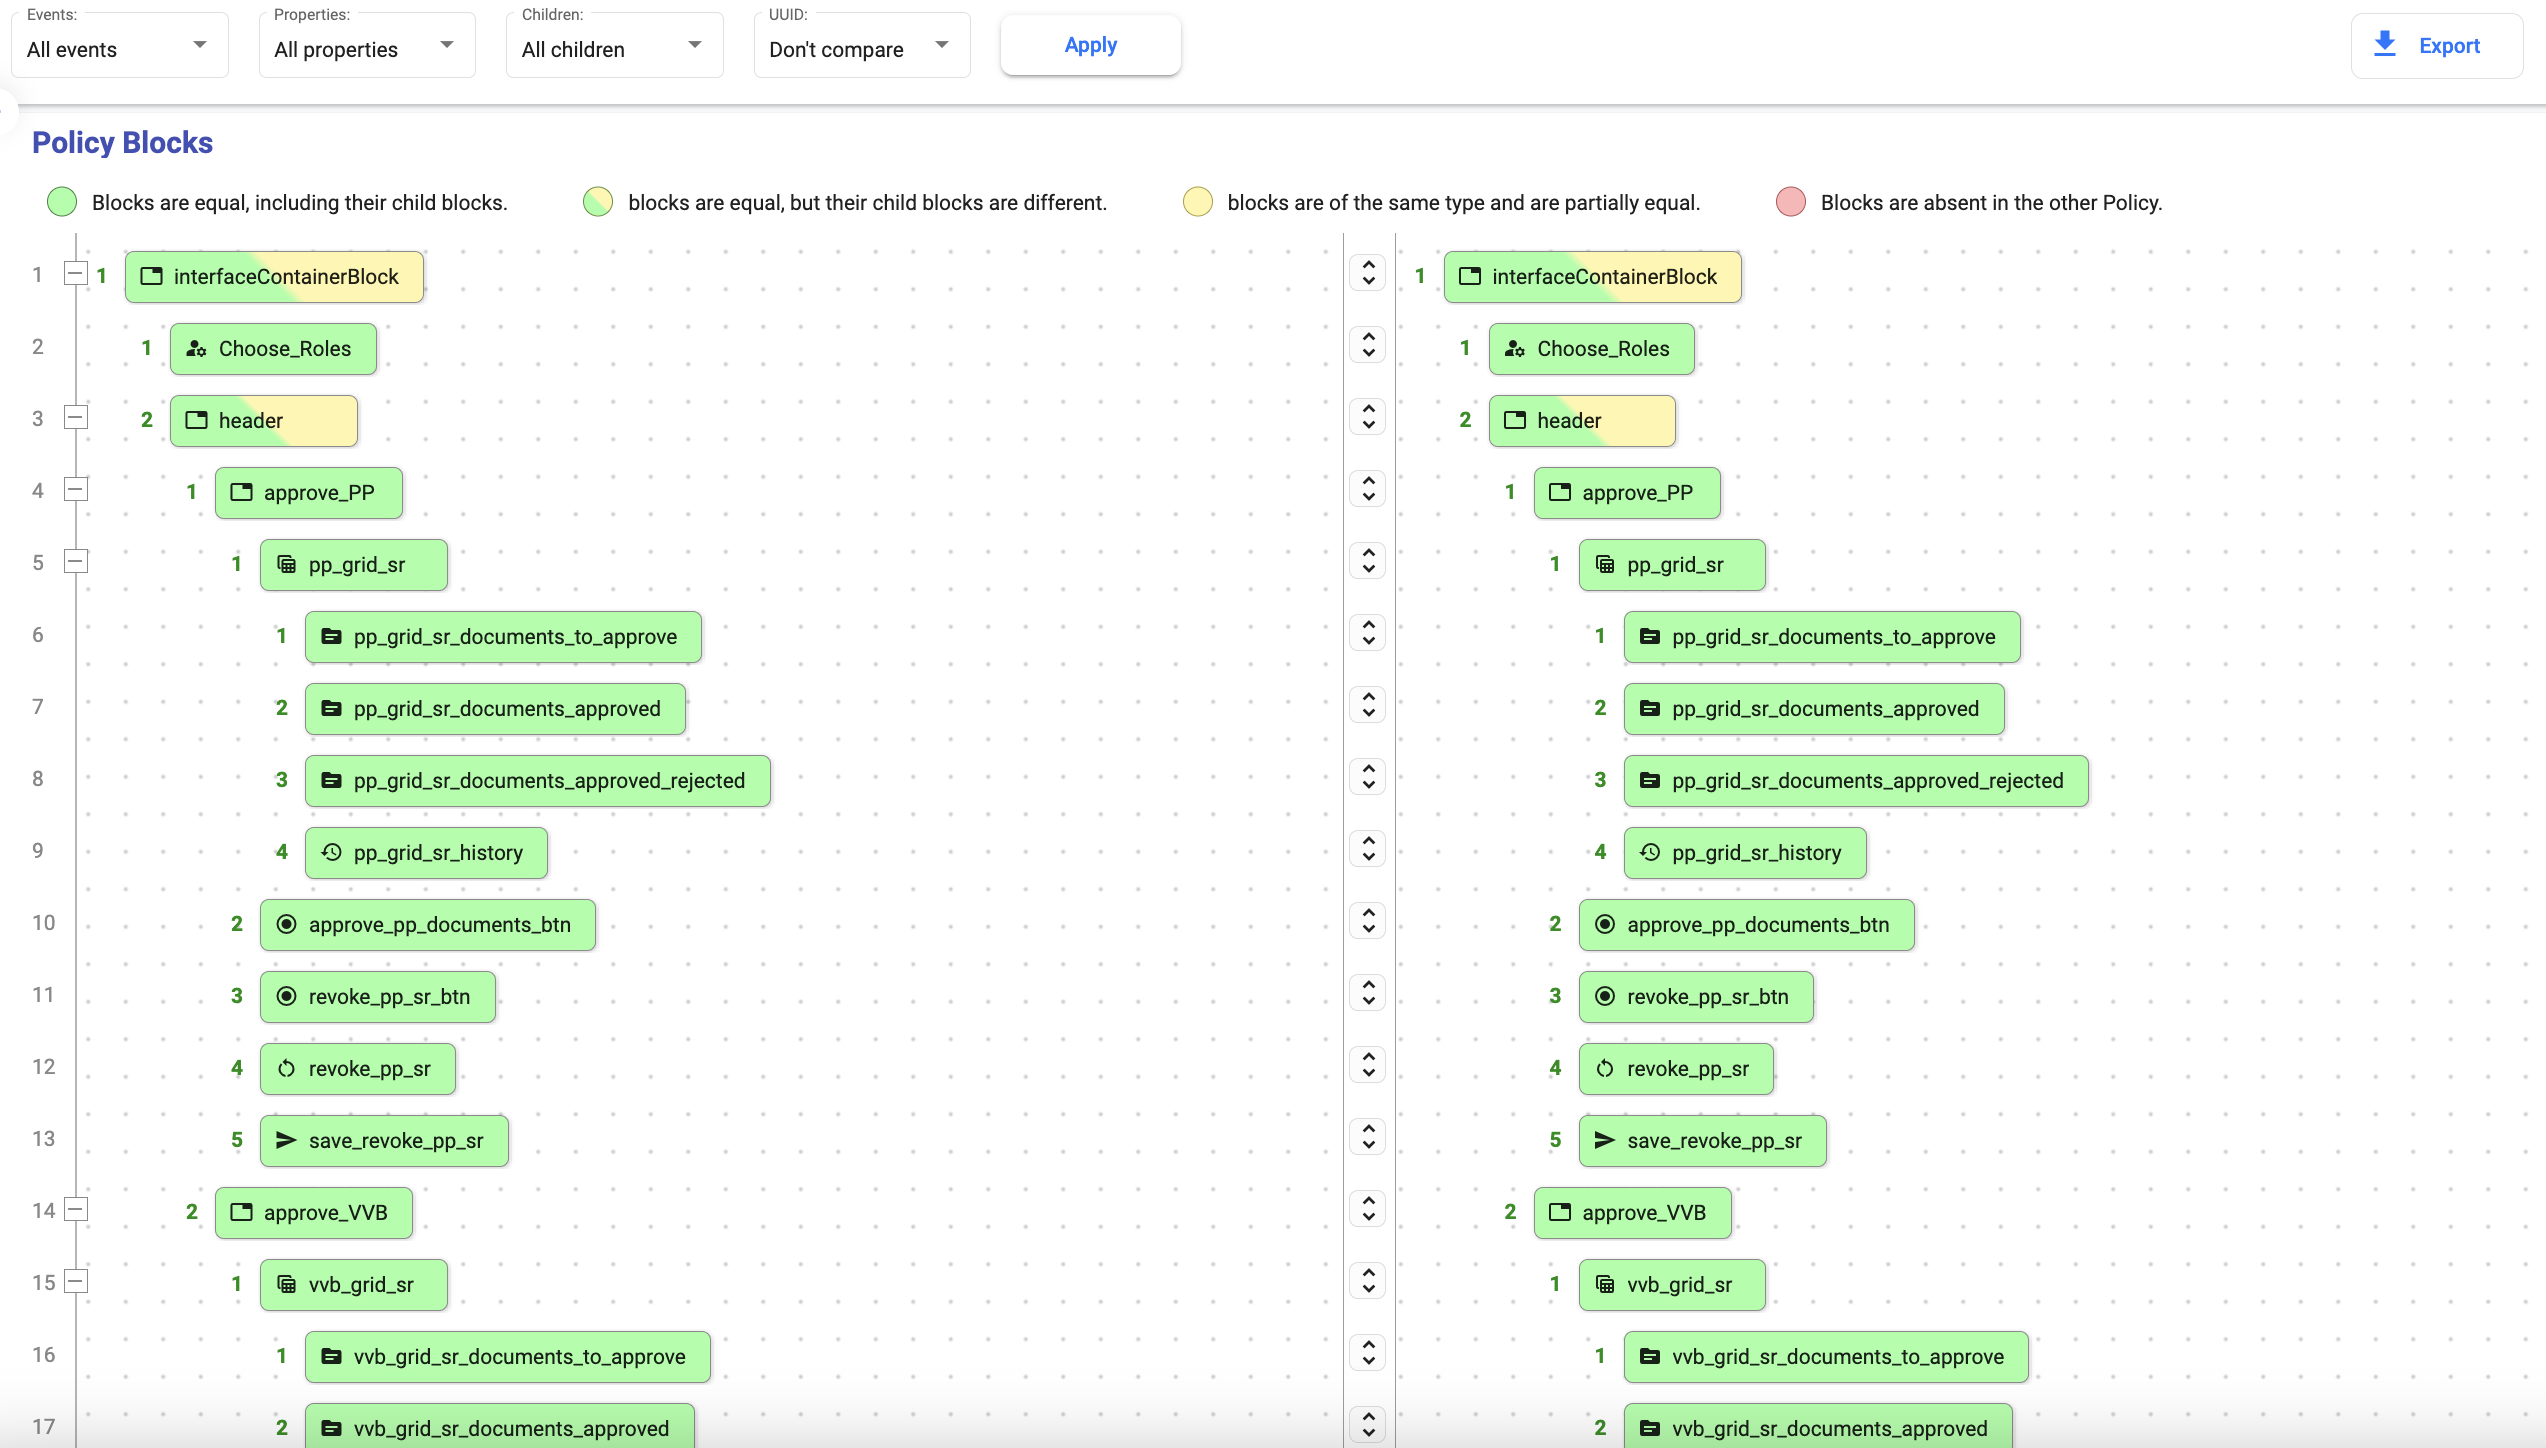 Events: Properties: Children: UUID:
All events All properties All children Don't compare Apply Export
Policy Blocks
Blocks are equal, including their child blocks. blocks are equal, but their child blocks are different. blocks are of the same type and are partially equal. Blocks are absent in the other Policy.
1 1 interfaceContainerBlock 1 interfaceContainerBlock
2 1 Choose_Roles 1 Choose_Roles
3 2 header 2 header
4 1 approve_PP 1 approve_PP
5 1 pp_grid_sr 1 pp_grid_sr
6 1 pp_grid_sr_documents_to_approve 1 pp_grid_sr_documents_to_approve
7 2 pp_grid_sr_documents_approved 2 pp_grid_sr_documents_approved
8 3 pp_grid_sr_documents_approved_rejected 3 pp_grid_sr_documents_approved_rejected
9 4 pp_grid_sr_history 4 pp_grid_sr_history
10 2 approve_pp_documents_btn 2 approve_pp_documents_btn
11 3 revoke_pp_sr_btn 3 revoke_pp_sr_btn
12 4 revoke_pp_sr 4 revoke_pp_sr
13 5 save_revoke_pp_sr 5 save_revoke_pp_sr
14 2 approve_VVB 2 approve_VVB
15 1 vvb_grid_sr 1 vvb_grid_sr
16 1 vvb_grid_sr_documents_to_approve 1 vvb_grid_sr_documents_to_approve
17 2 vvb_grid_sr_documents_approved 2 vvb_grid_sr_documents_approved